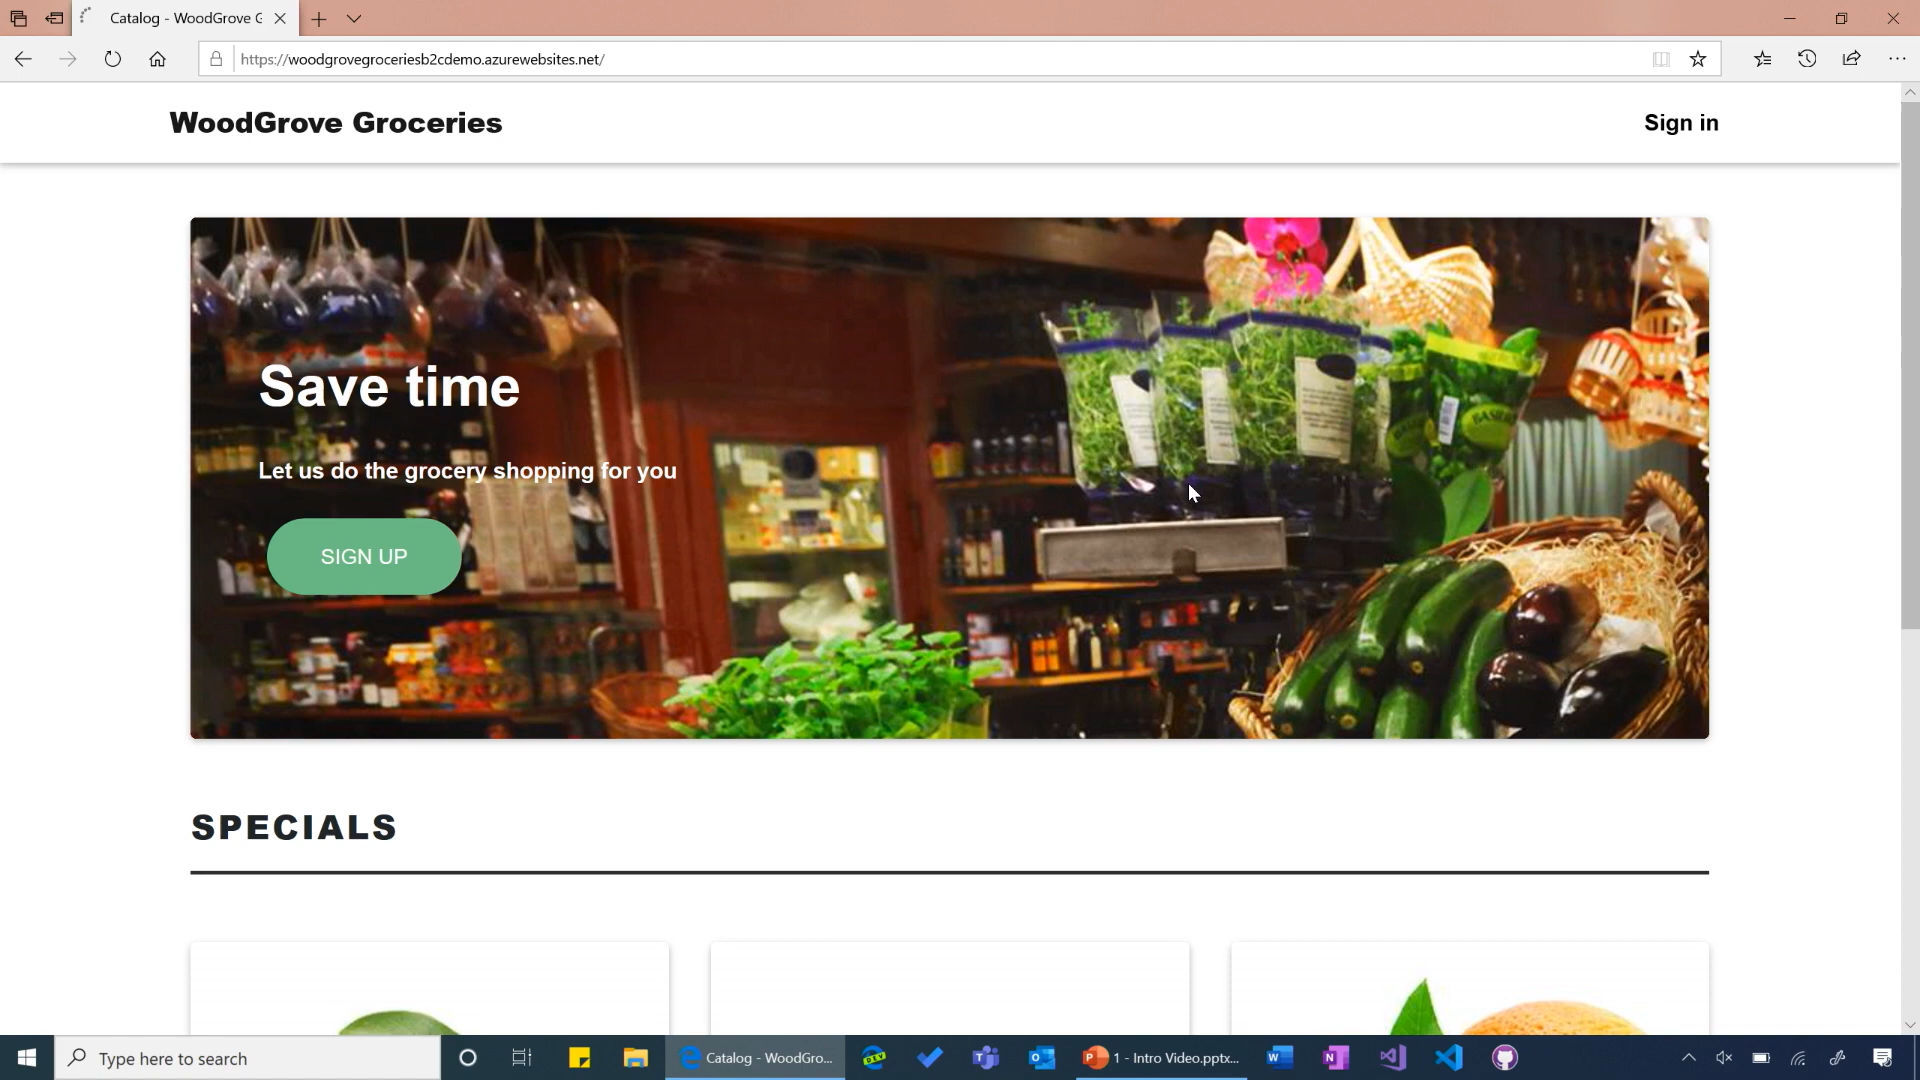 Catalog - WoodGrove G
https://woodgrovegroceriesb2cdemo.azurewebsites.net/
WoodGrove Groceries
Sign in
Save time
Let us do the grocery shopping for you
SIGN UP
SPECIALS
Type here to search
Catalog - WoodGro...
DEV
1 - Intro Video.pptx...